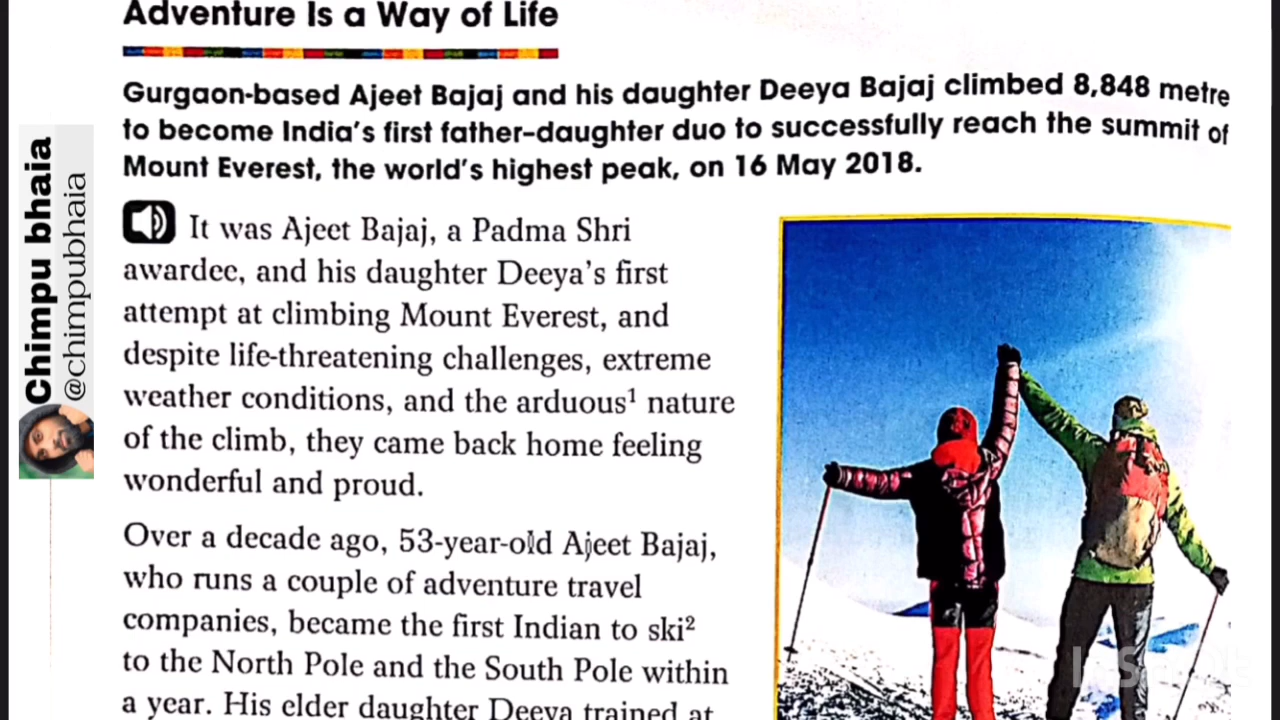 Adventure Is a Way of Life
Gurgaon-based Ajeet Bajaj and his daughter Deeya Bajaj climbed 8,848 metre
to become India's first father-daughter duo to successfully reach the summit of
Mount Everest, the world's highest peak, on 16 May 2018.
It was Ajeet Bajaj, a Padma Shri
awardee, and his daughter Deeya's first
attempt at climbing Mount Everest, and
despite life-threatening challenges, extreme
weather conditions, and the arduous¹ nature
of the climb, they came back home feeling
wonderful and proud.
Over a decade ago, 53-year-old Ajeet Bajaj,
who runs a couple of adventure travel
companies, became the first Indian to ski²
to the North Pole and the South Pole within
a year. His elder daughter Deeya trained at
Chimpu bhaia
@chimpubhaia